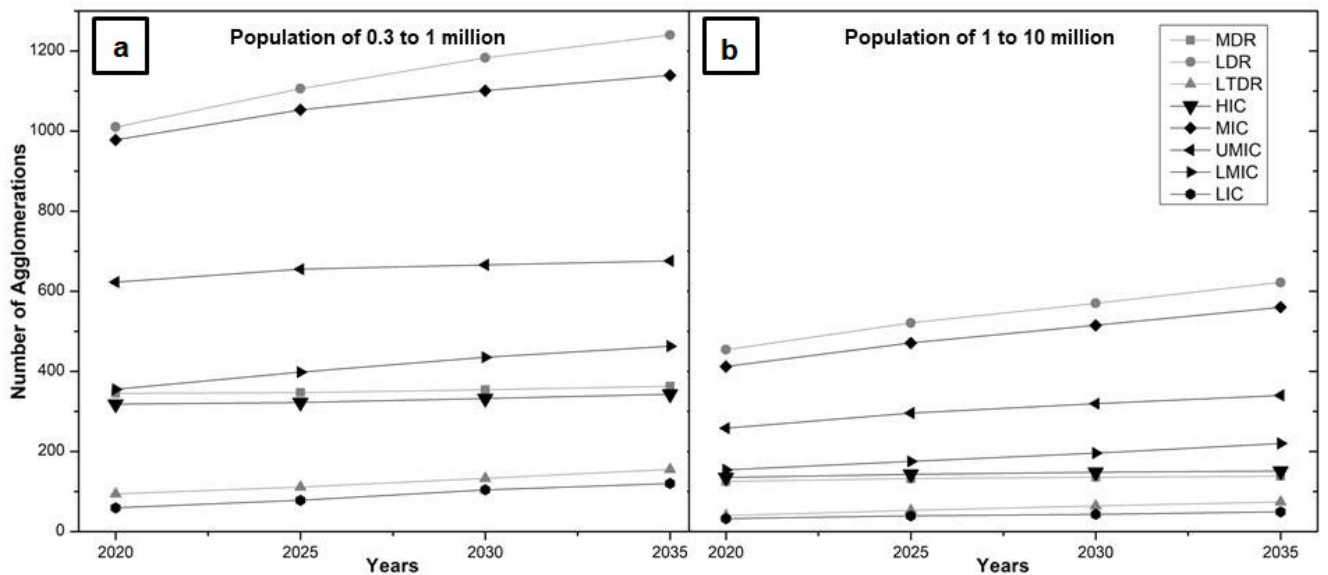 a
Population of 0.3 to 1 million
b
Population of 1 to 10 million
MDR
LDR
LTDR
HIC
MIC
UMIC
LMIC
LIC
Number of Agglomerations
1200
1000
800
600
400
200
0
2020
2025
2030
2035
2020
2025
2030
2035
Years
Years